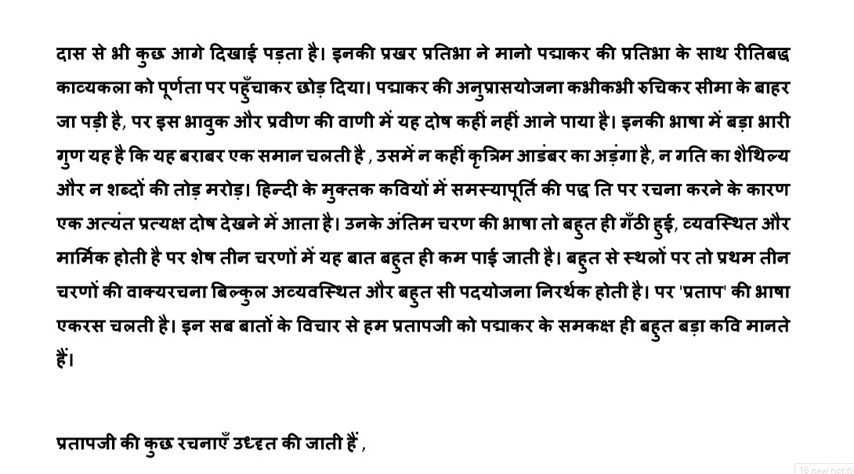 दास से भी कुछ आगे दिखाई पड़ता है। इनकी प्रखर प्रतिभा ने मानो पद्माकर की प्रतिभा के साथ रीतिबद्ध
काव्यकला को पूर्णता पर पहुँचाकर छोड़ दिया। पद्माकर की अनुप्रासयोजना कभीकभी रुचिकर सीमा के बाहर
जा पड़ी है, पर इस भावुक और प्रवीण की वाणी में यह दोष कहीं नहीं आने पाया है। इनकी भाषा में बड़ा भारी
गुण यह है कि यह बराबर एक समान चलती है , उसमें न कहीं कृत्रिम आडंबर का अड़ंगा है, न गति का शैथिल्य
और न शब्दों की तोड़ मरोड़। हिन्दी के मुक्तक कवियों में समस्यापूर्ति की पद्ध ति पर रचना करने के कारण
एक अत्यंत प्रत्यक्ष दोष देखने में आता है। उनके अंतिम चरण की भाषा तो बहुत ही गँठी हुई, व्यवस्थित और
मार्मिक होती है पर शेष तीन चरणों में यह बात बहुत ही कम पाई जाती है। बहुत से स्थलों पर तो प्रथम तीन
चरणों की वाक्यरचना बिल्कुल अव्यवस्थित और बहुत सी पदयोजना निरर्थक होती है। पर 'प्रताप' की भाषा
एकरस चलती है। इन सब बातों के विचार से हम प्रतापजी को पद्माकर के समकक्ष ही बहुत बड़ा कवि मानते
हैं।
प्रतापजी की कुछ रचनाएँ उध्दृत की जाती हैं ,
16 new notifi